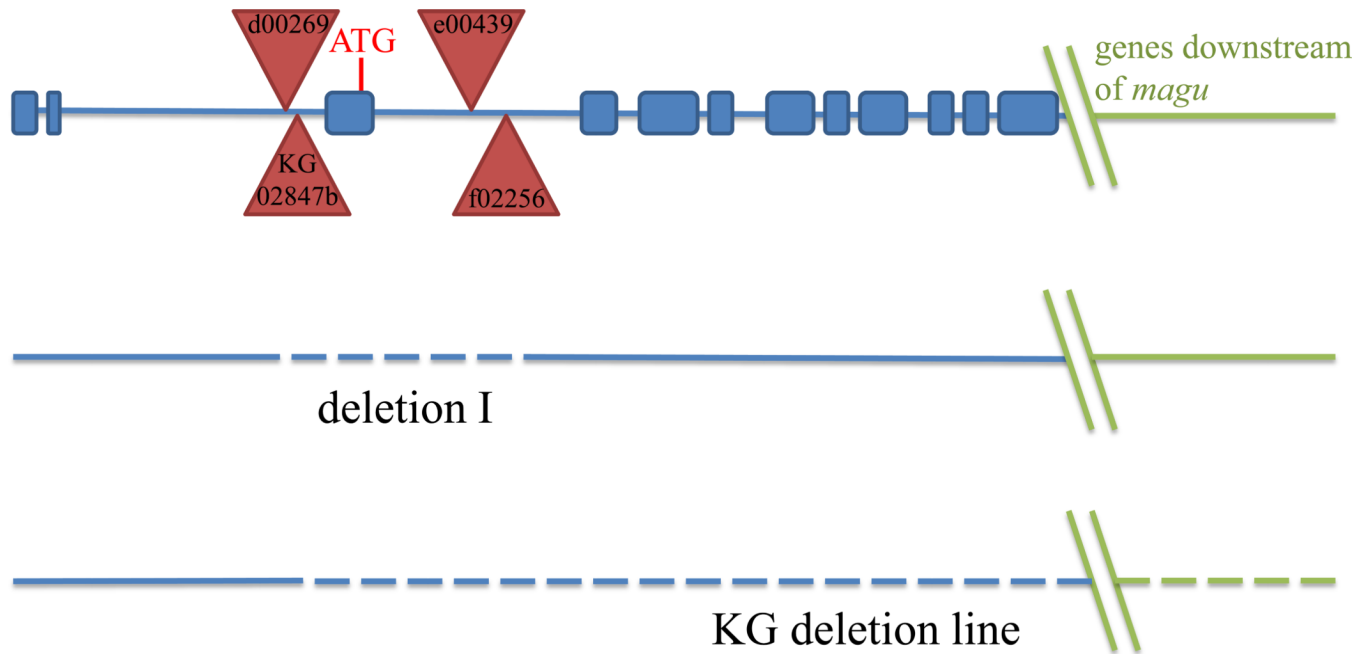 d00269
ATG
e00439
genes downstream
of magu
KG
02847b
f02256
deletion I
KG deletion line